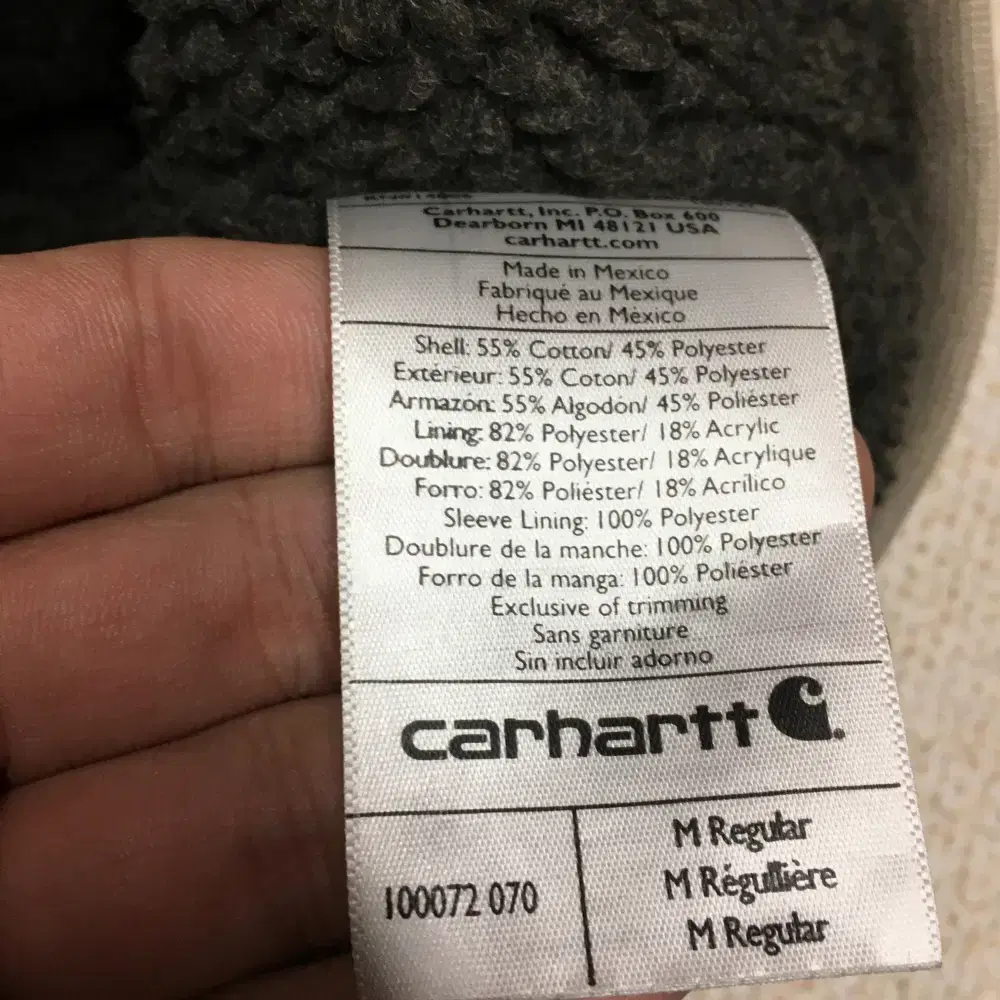 Carhartt, Inc. P.O. Box 600
Dearborn MI 48121 USA
carhartt.com
Made in Mexico
Fabriqué au Mexique
Hecho en México
Shell: 55% Cotton/ 45% Polyester
Extérieur: 55% Coton/ 45% Polyester
Armazón: 55% Algodón/ 45% Poliéster
Lining: 82% Polyester/ 18% Acrylic
Doublure: 82% Polyester/ 18% Acrylique
Forro: 82% Poliéster/ 18% Acrílico
Sleeve Lining: 100% Polyester
Doublure de la manche: 100% Polyester
Forro de la manga: 100% Poliéster
Exclusive of trimming
Sans garniture
Sin incluir adorno
carhartt
100072 070
M Regular
M Régullière
M Regular